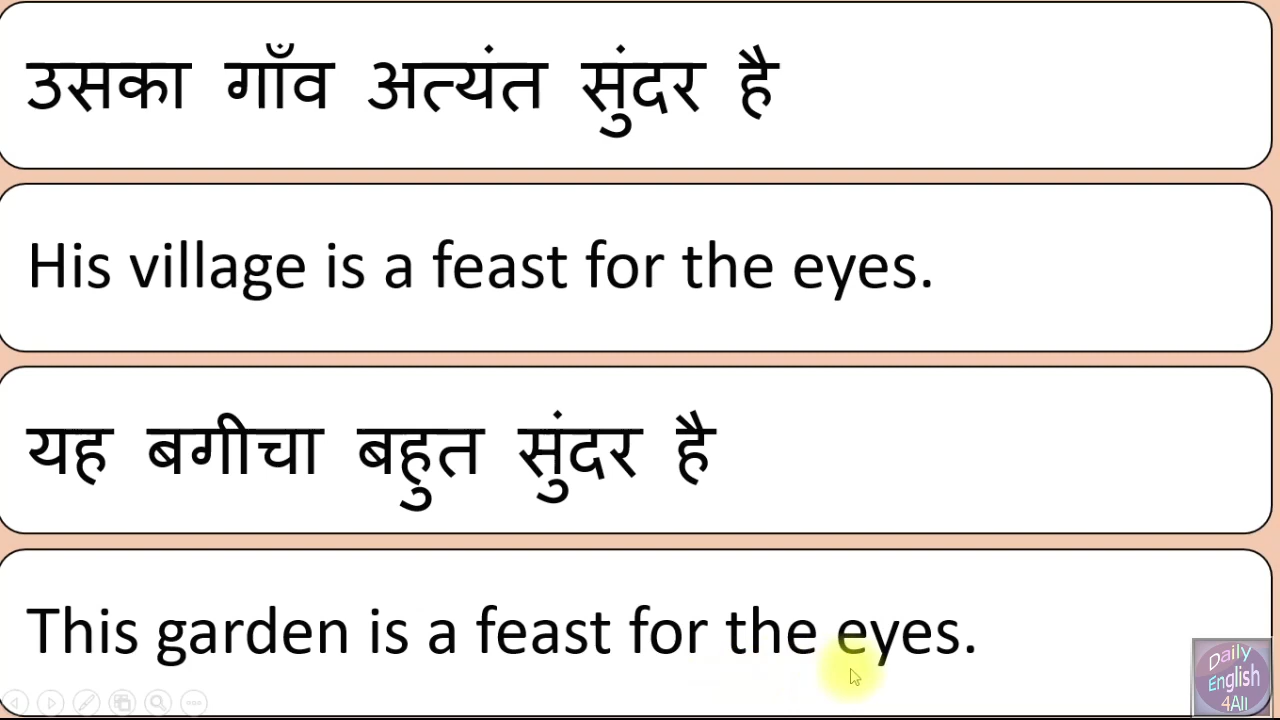 उसका गाँव अत्यंत सुंदर है
His village is a feast for the eyes.
यह बगीचा बहुत सुंदर है
This garden is a feast for the eyes.
Daily
English
4All